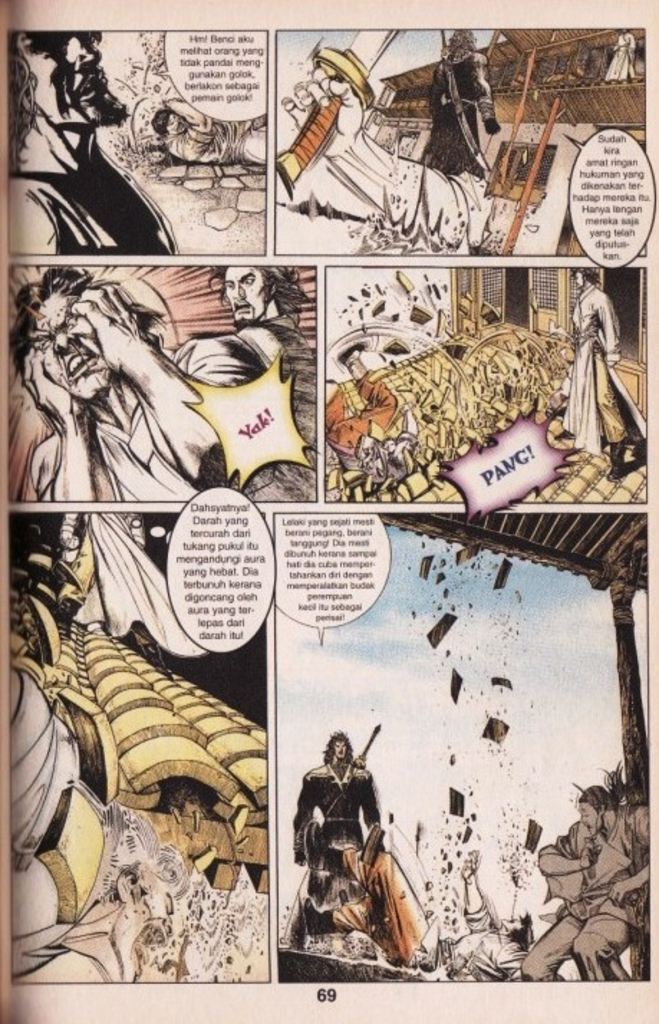 Hm! Benci aku
melihat orang yang
tidak pandai meng-
gunakan golok,
berlakon sebagai
pemain golok!
Sudah
kira
amat ringan
hukuman yang
dikenakan ter-
hadap mereka itu.
Hanya lengan
mereka saja
yang telah
diputus-
kan.
Yak!
PANG!
Dahsyatnya!
Darah yang
tercurah dari
tukang pukul itu
mengandungi aura
yang hebat. Dia
terbunuh kerana
digoncang oleh
aura yang ter-
lepas dari
darah itu!
Lelaki yang sejati mesti
berani pegang, berani
tanggung! Dia mesti
dibunuh kerana sampai
hati dia cuba memper-
tahankan diri dengan
memperalatkan budak
perempuan
kecil itu sebagai
perisai!
69